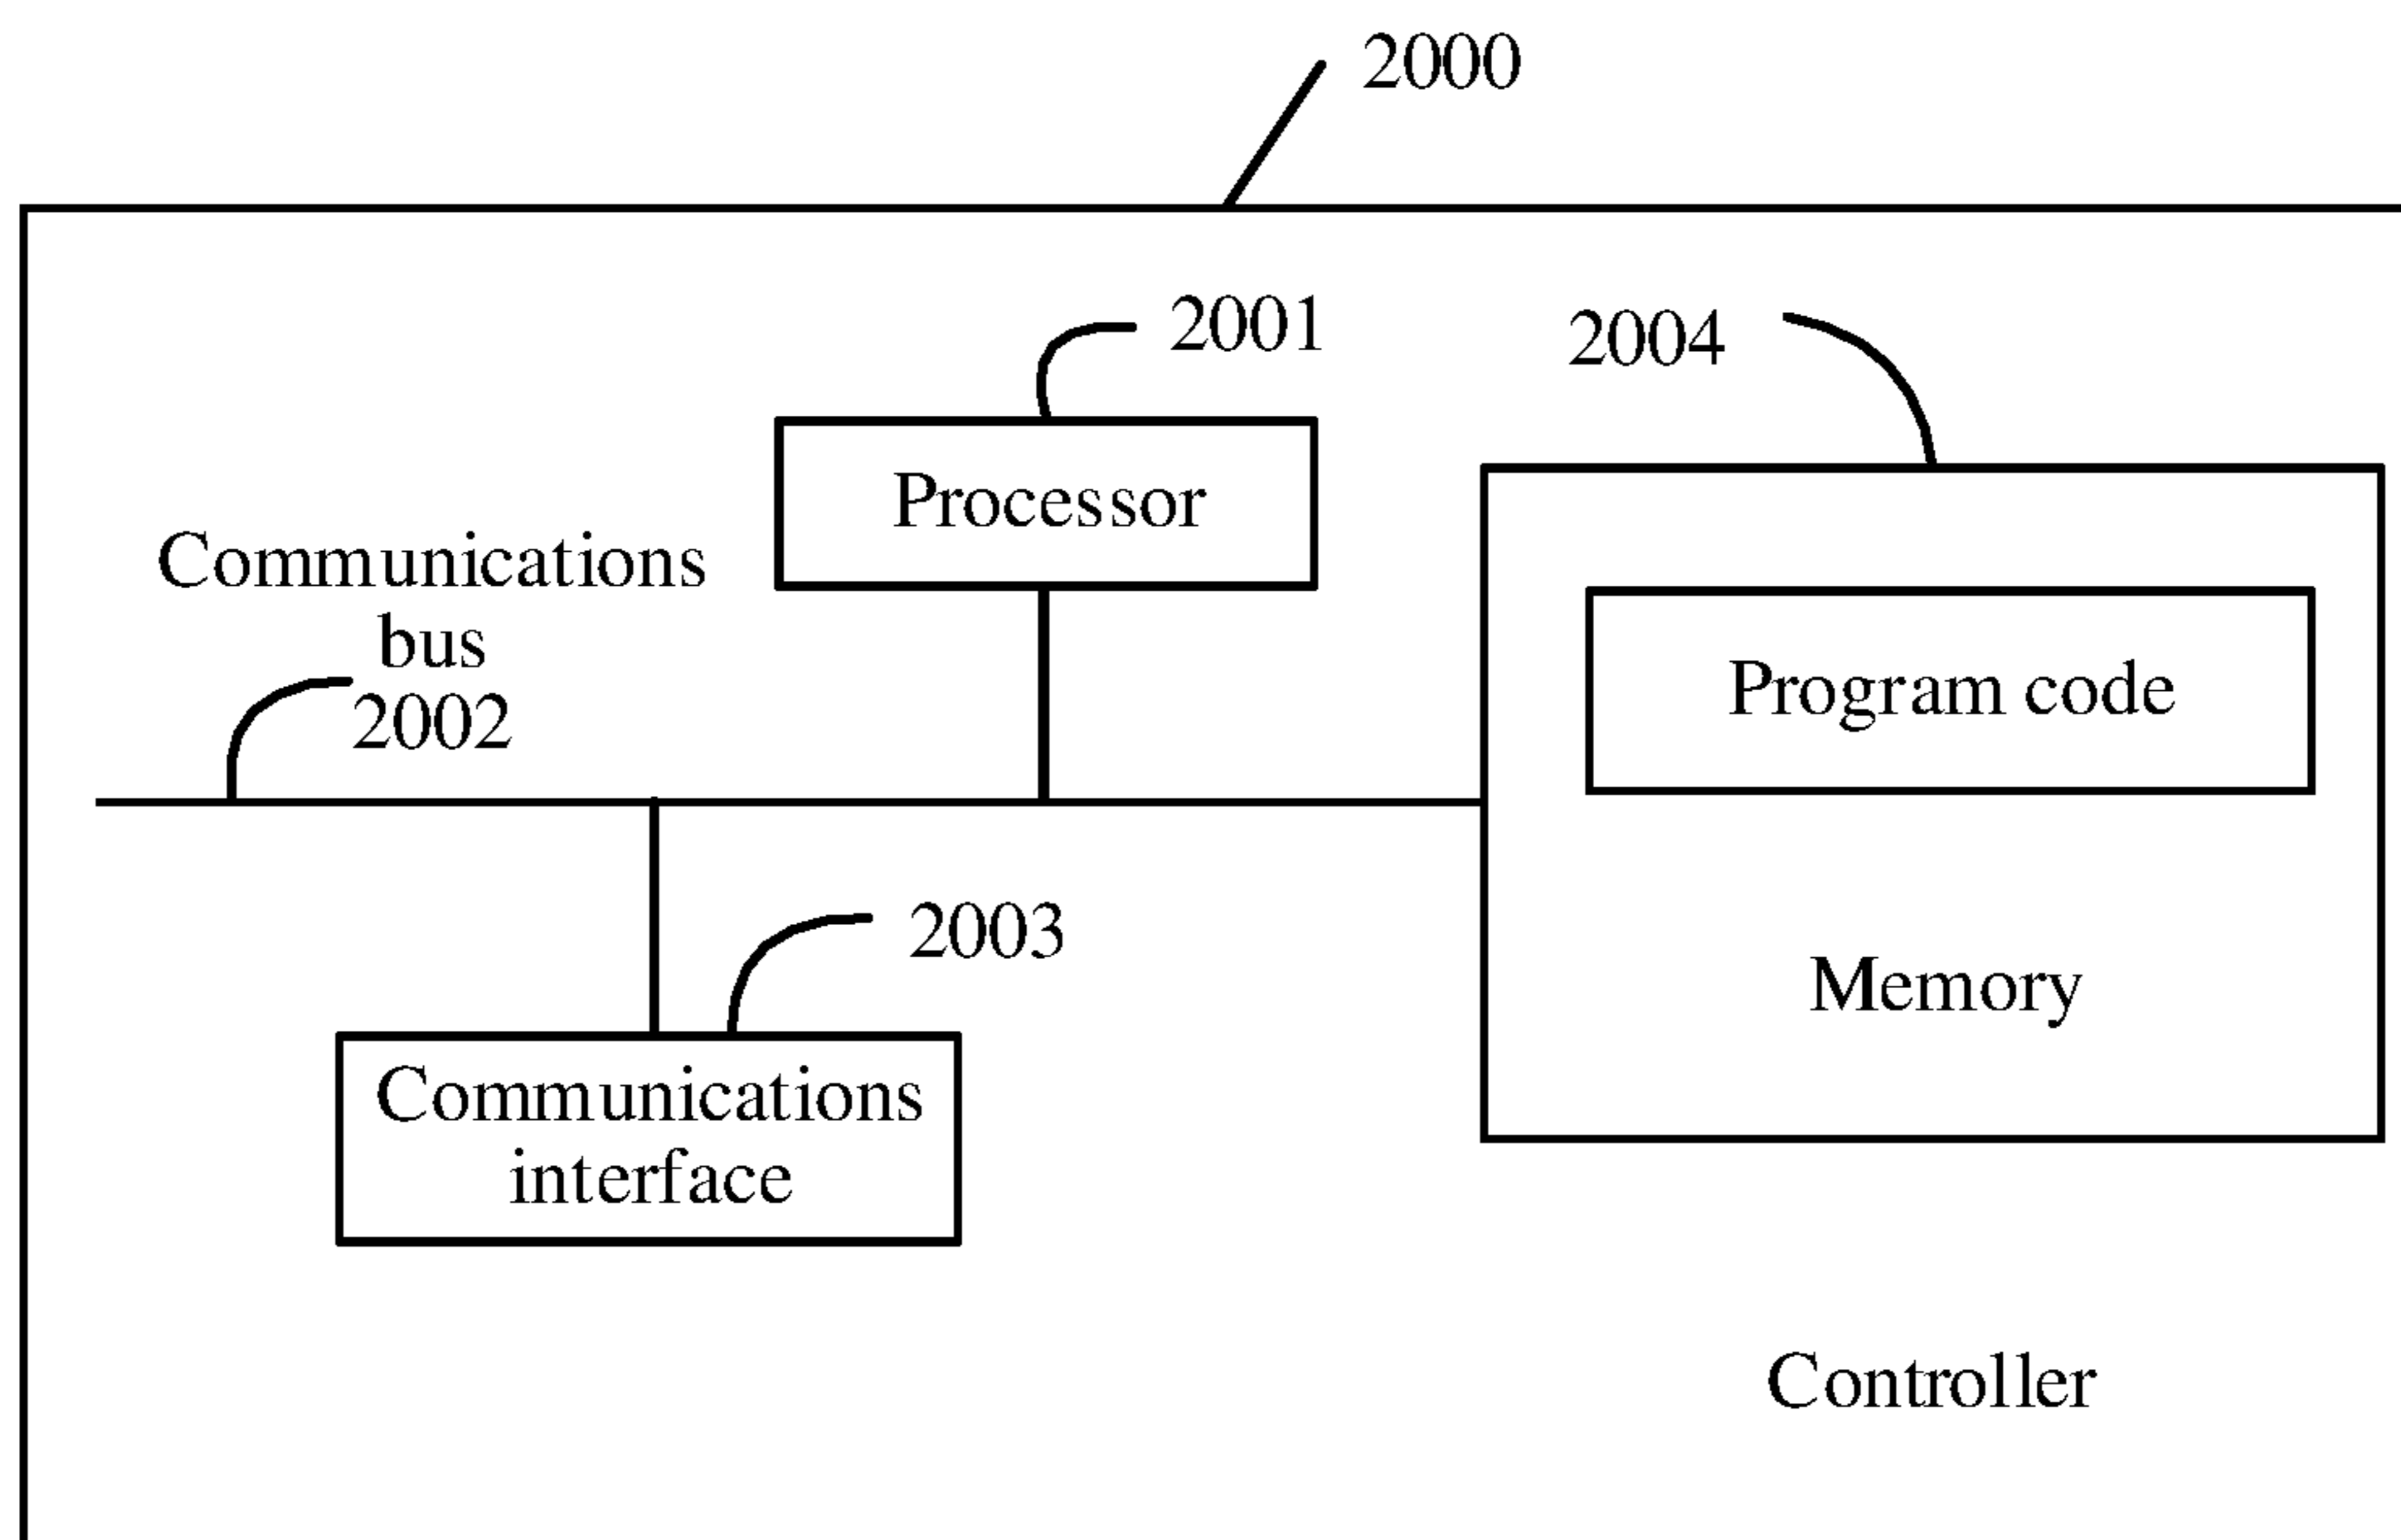 2000
2001
2004
Processor
Communications
bus
2002
Program code
2003
Memory
Communications
interface
Controller